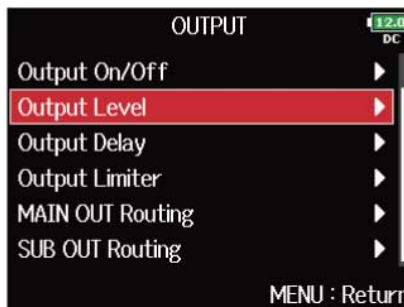 OUTPUT
12.0
DC
Output On/Off
Output Level
Output Delay
Output Limiter
MAIN OUT Routing
SUB OUT Routing
MENU : Return